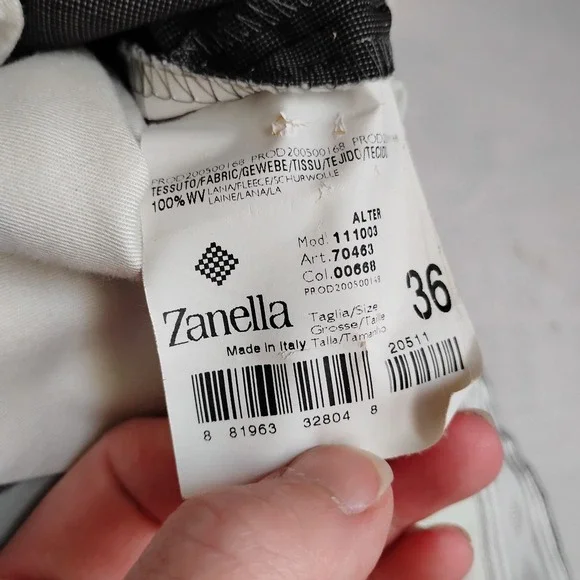 PROD200500168 PROD200500168 PROD200
TESSUTO/FABRIC/GEWEBE/TISSU/TEJIDO/TECIDO
100%WV LANA/FLEECE/SCHURWOLLE
LAINE/LANA/LA
ALTER
Mod. 111003
Art. 70463
Col. 00668
PROD200500168
36
Zanella
Taglia/Size
Grosse/Taille
Made in Italy Talla/Tamanho
20511
8 81963 32804 8